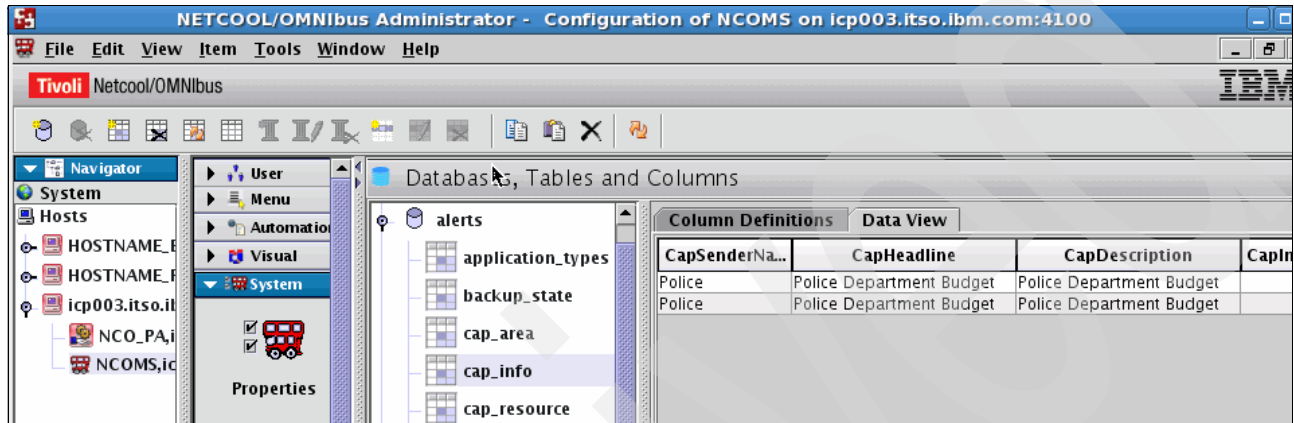 NETCOOL/OMNIbus Administrator - Configuration of NCOMS on icp003.itso.ibm.com:4100
File Edit View Item Tools Window Help
Tivoli Netcool/OMNIbus
IBM
Navigator
System
Hosts
HOSTNAME_
HOSTNAME_
icp003.itso.ib
NCO_PA,i
NCOMS,ic
User
Menu
Automatio
Visual
System
Properties
Databases, Tables and Columns
alerts
application_types
backup_state
cap_area
cap_info
cap_resource
Column Definitions Data View
CapSenderNa... CapHeadline CapDescription CapIn
Police Police Department Budget Police Department Budget
Police Police Department Budget Police Department Budget